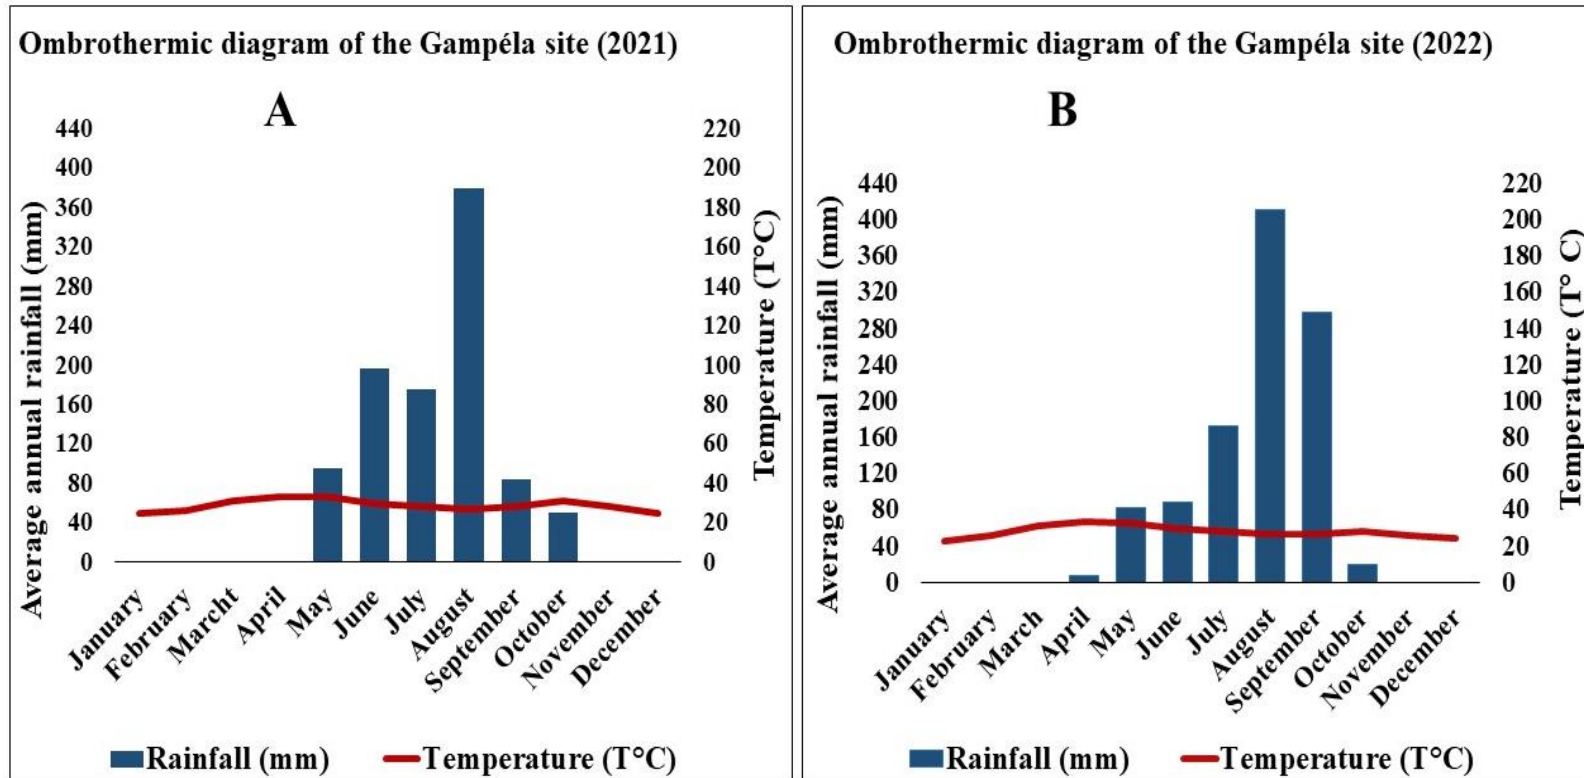 Ombrothermic diagram of the Gampéla site (2021)
A
Average annual rainfall (mm)
440
400
360
320
280
240
200
160
120
80
40
0
Temperature (T°C)
220
200
180
160
140
120
100
80
60
40
20
0
January
February
Marcht
April
May
June
July
August
September
October
November
December
Rainfall (mm)
Temperature (T°C)
Ombrothermic diagram of the Gampéla site (2022)
B
Average annual rainfall (mm)
440
400
360
320
280
240
200
160
120
80
40
0
Temperature (T° C)
220
200
180
160
140
120
100
80
60
40
20
0
January
February
March
April
May
June
July
August
September
October
November
December
Rainfall (mm)
Temperature (T°C)